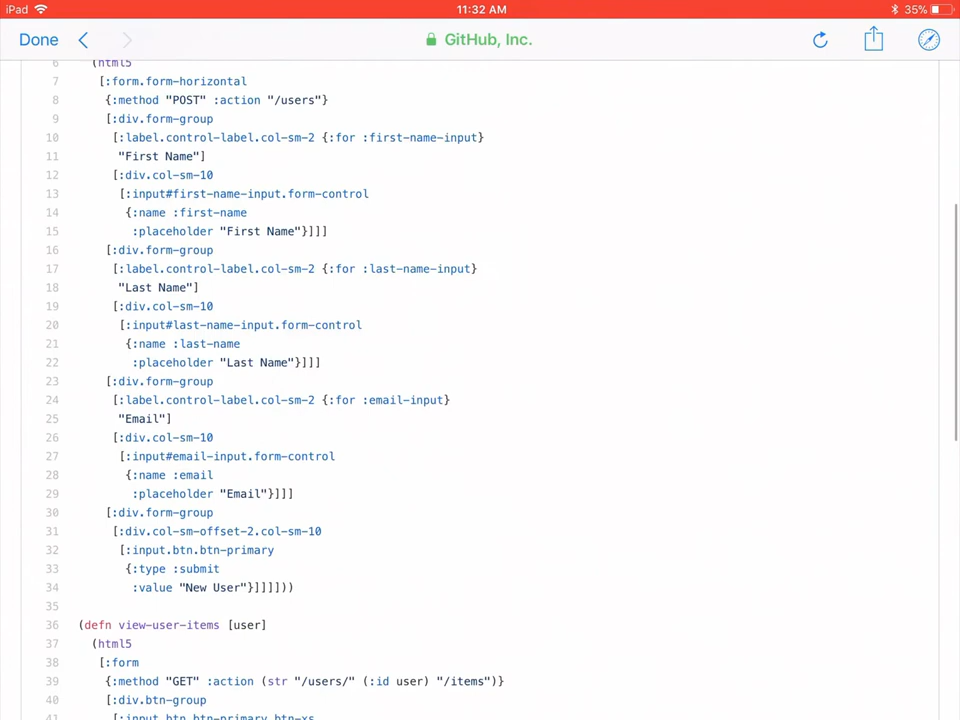 iPad 11:32 AM 35%
Done GitHub, Inc.
6 (html5
7 [:form.form-horizontal
8 {:method "POST" :action "/users"}
9 [:div.form-group
10 [:label.control-label.col-sm-2 {:for :first-name-input}
11 "First Name"]
12 [:div.col-sm-10
13 [:input#first-name-input.form-control
14 {:name :first-name
15 :placeholder "First Name"}]]]
16 [:div.form-group
17 [:label.control-label.col-sm-2 {:for :last-name-input}
18 "Last Name"]
19 [:div.col-sm-10
20 [:input#last-name-input.form-control
21 {:name :last-name
22 :placeholder "Last Name"}]]]
23 [:div.form-group
24 [:label.control-label.col-sm-2 {:for :email-input}
25 "Email"]
26 [:div.col-sm-10
27 [:input#email-input.form-control
28 {:name :email
29 :placeholder "Email"}]]]
30 [:div.form-group
31 [:div.col-sm-offset-2.col-sm-10
32 [:input.btn.btn-primary
33 {:type :submit
34 :value "New User"}]]]]))
35
36 (defn view-user-items [user]
37 (html5
38 [:form
39 {:method "GET" :action (str "/users/" (:id user) "/items")}
40 [:div.btn-group
41 [:input.btn.btn-primary.btn-xs